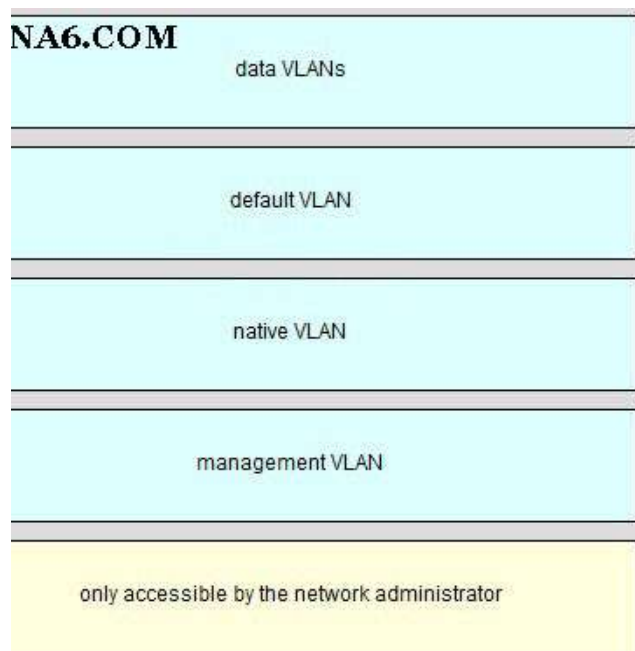 NA6.COM
data VLANs
default VLAN
native VLAN
management VLAN
only accessible by the network administrator